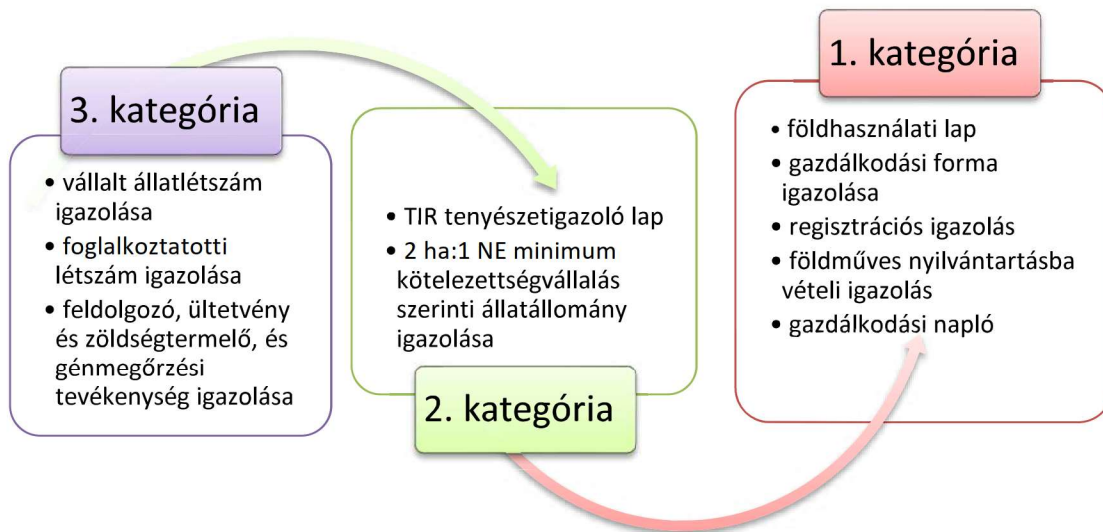 3. kategória
• vállalt állatlétszám
igazolása
• foglalkoztatotti
létszám igazolása
• feldolgozó, ültetvény
és zöldségtermelő, és
génmegőrzési
tevékenység igazolása
• TIR tenyészetigazoló lap
• 2 ha:1 NE minimum
kötelezettségvállalás
szerinti állatállomány
igazolása
2. kategória
1. kategória
• földhasználati lap
• gazdálkodási forma
igazolása
• regisztrációs igazolás
• földműves nyilvántartásba
vételi igazolás
• gazdálkodási napló